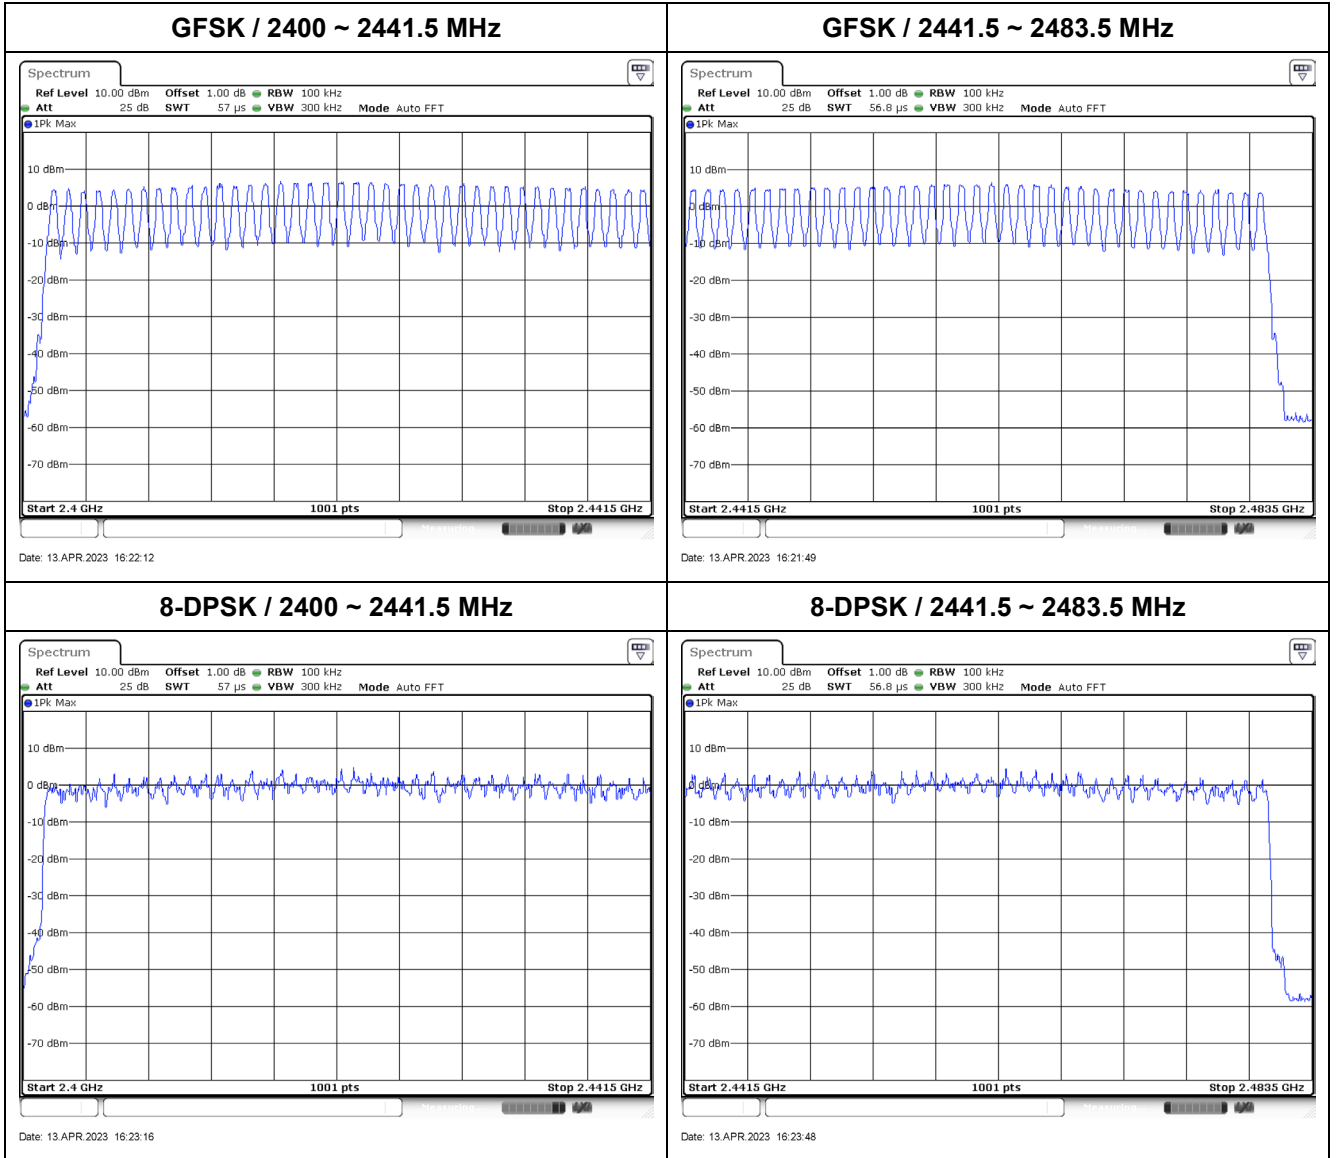 GFSK / 2400 ~ 2441.5 MHz
Spectrum
Ref Level 10.00 dBm Offset 1.00 dB RBW 100 kHz
Att 25 dB SWT 57 µs VBW 300 kHz Mode Auto FFT
1Pk Max
10 dBm
0 dBm
-10 dBm
-20 dBm
-30 dBm
-40 dBm
-50 dBm
-60 dBm
-70 dBm
Start 2.4 GHz 1001 pts Stop 2.4415 GHz
Measuring...
Date: 13.APR.2023 16:22:12
GFSK / 2441.5 ~ 2483.5 MHz
Spectrum
Ref Level 10.00 dBm Offset 1.00 dB RBW 100 kHz
Att 25 dB SWT 56.8 µs VBW 300 kHz Mode Auto FFT
1Pk Max
10 dBm
0 dBm
-10 dBm
-20 dBm
-30 dBm
-40 dBm
-50 dBm
-60 dBm
-70 dBm
Start 2.4415 GHz 1001 pts Stop 2.4835 GHz
Measuring...
Date: 13.APR.2023 16:21:49
8-DPSK / 2400 ~ 2441.5 MHz
Spectrum
Ref Level 10.00 dBm Offset 1.00 dB RBW 100 kHz
Att 25 dB SWT 57 µs VBW 300 kHz Mode Auto FFT
1Pk Max
10 dBm
0 dBm
-10 dBm
-20 dBm
-30 dBm
-40 dBm
-50 dBm
-60 dBm
-70 dBm
Start 2.4 GHz 1001 pts Stop 2.4415 GHz
Measuring...
Date: 13.APR.2023 16:23:16
8-DPSK / 2441.5 ~ 2483.5 MHz
Spectrum
Ref Level 10.00 dBm Offset 1.00 dB RBW 100 kHz
Att 25 dB SWT 56.8 µs VBW 300 kHz Mode Auto FFT
1Pk Max
10 dBm
0 dBm
-10 dBm
-20 dBm
-30 dBm
-40 dBm
-50 dBm
-60 dBm
-70 dBm
Start 2.4415 GHz 1001 pts Stop 2.4835 GHz
Measuring...
Date: 13.APR.2023 16:23:48